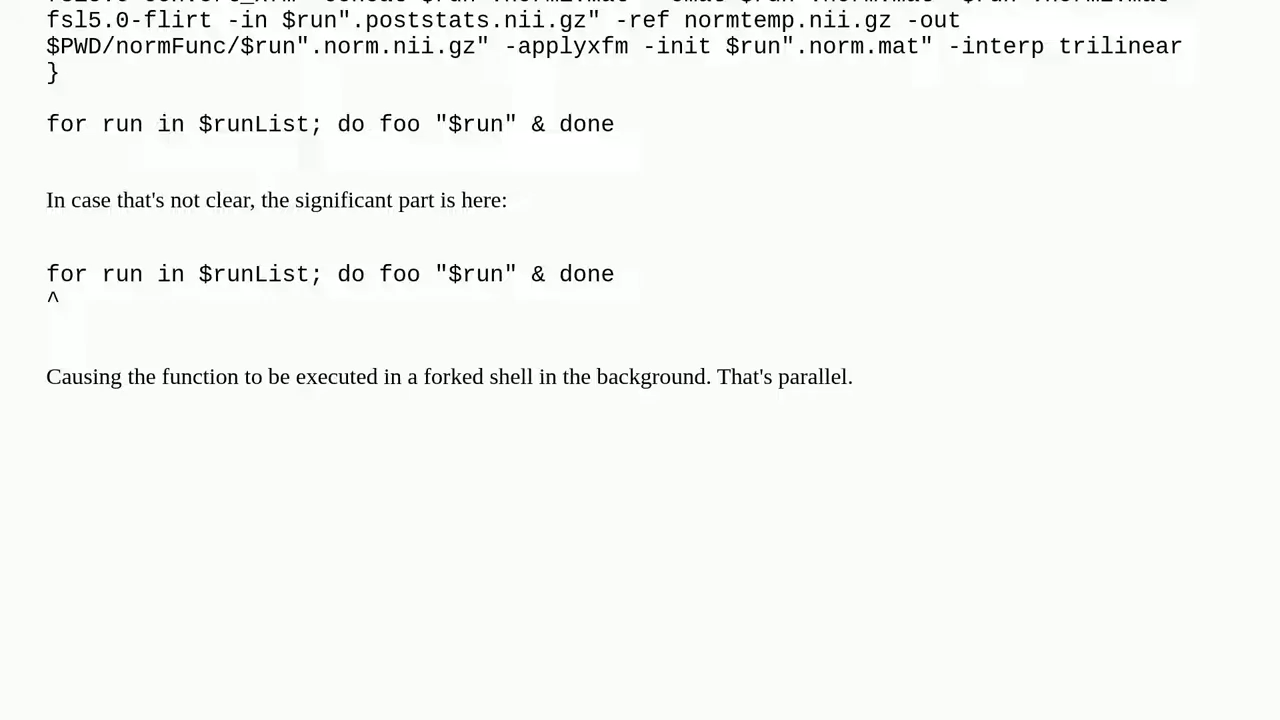 fsl5.0-flirt -in $run".poststats.nii.gz" -ref normtemp.nii.gz -out
$PWD/normFunc/$run".norm.nii.gz" -applyxfm -init $run".norm.mat" -interp trilinear
}
for run in $runList; do foo "$run" & done
In case that's not clear, the significant part is here:
for run in $runList; do foo "$run" & done
^
Causing the function to be executed in a forked shell in the background. That's parallel.